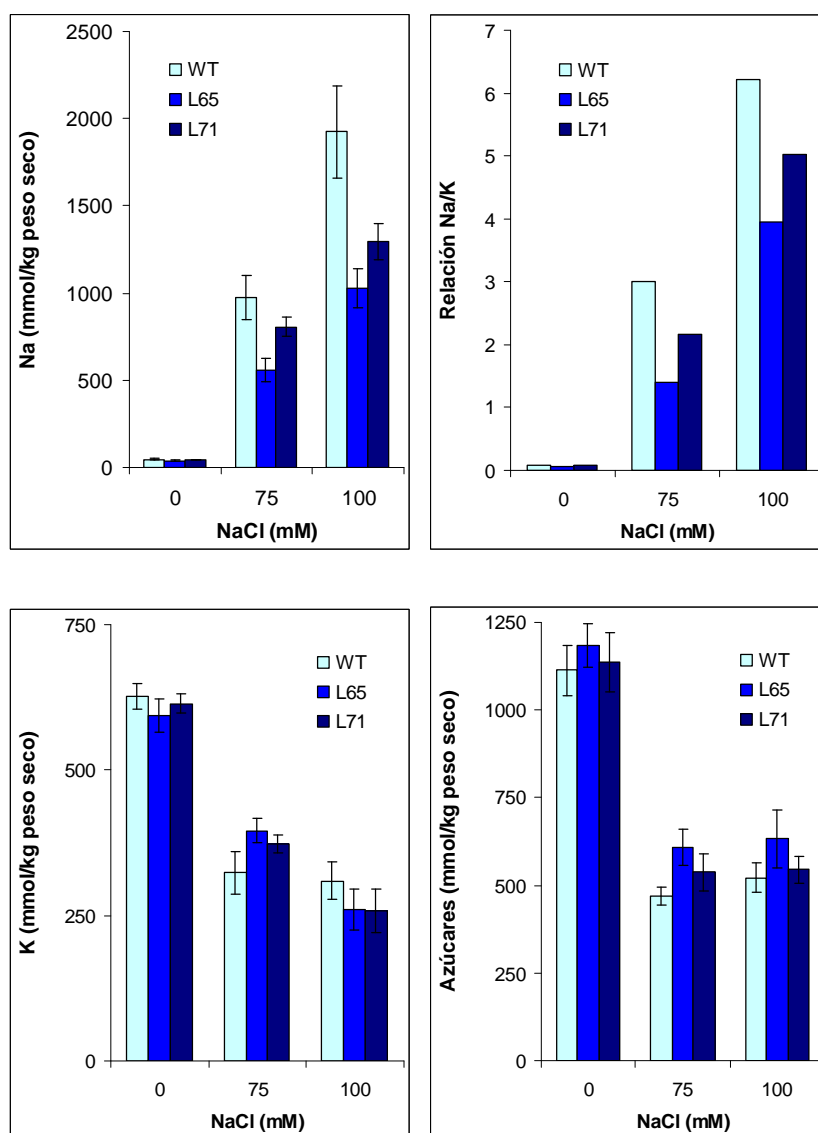 Na (mmol/kg peso seco)
2500
2000
1500
1000
500
0
WT
L65
L71
0 75 100
NaCl (mM)
Relación Na/K
7
6
5
4
3
2
1
0
WT
L65
L71
0 75 100
NaCl (mM)
K (mmol/kg peso seco)
750
500
250
0
WT
L65
L71
0 75 100
NaCl (mM)
Azúcares (mmol/kg peso seco)
1250
1000
750
500
250
0
WT
L65
L71
0 75 100
NaCl (mM)